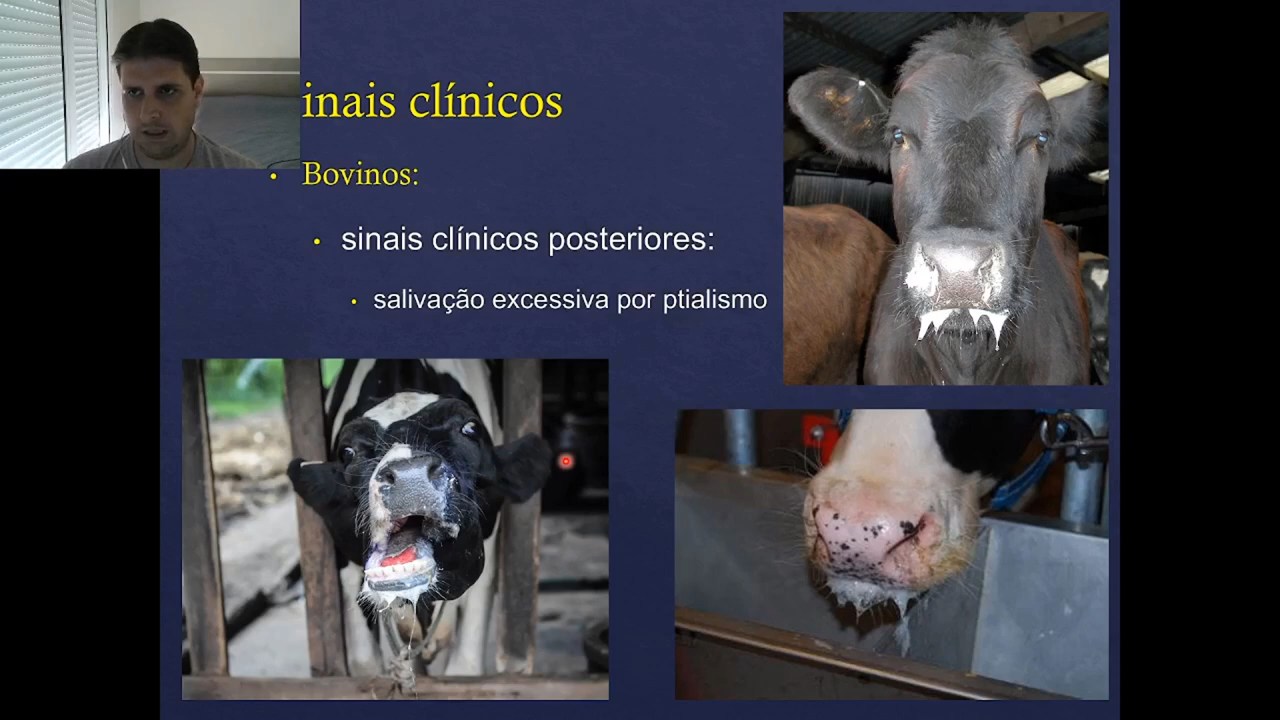 inais clínicos
• Bovinos:
• sinais clínicos posteriores:
• salivação excessiva por ptialismo